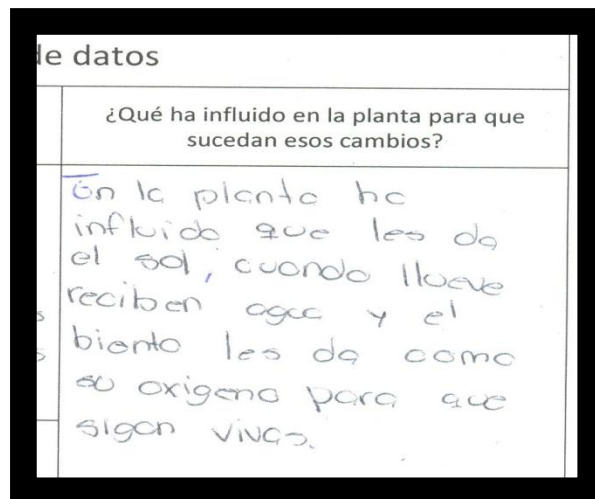 de datos
¿Qué ha influido en la planta para que
sucedan esos cambios?
En la planta ha
influido que les da
el sol, cuando llueve
reciben agua y el
biento les da como
su oxigeno para que
sigan vivas.